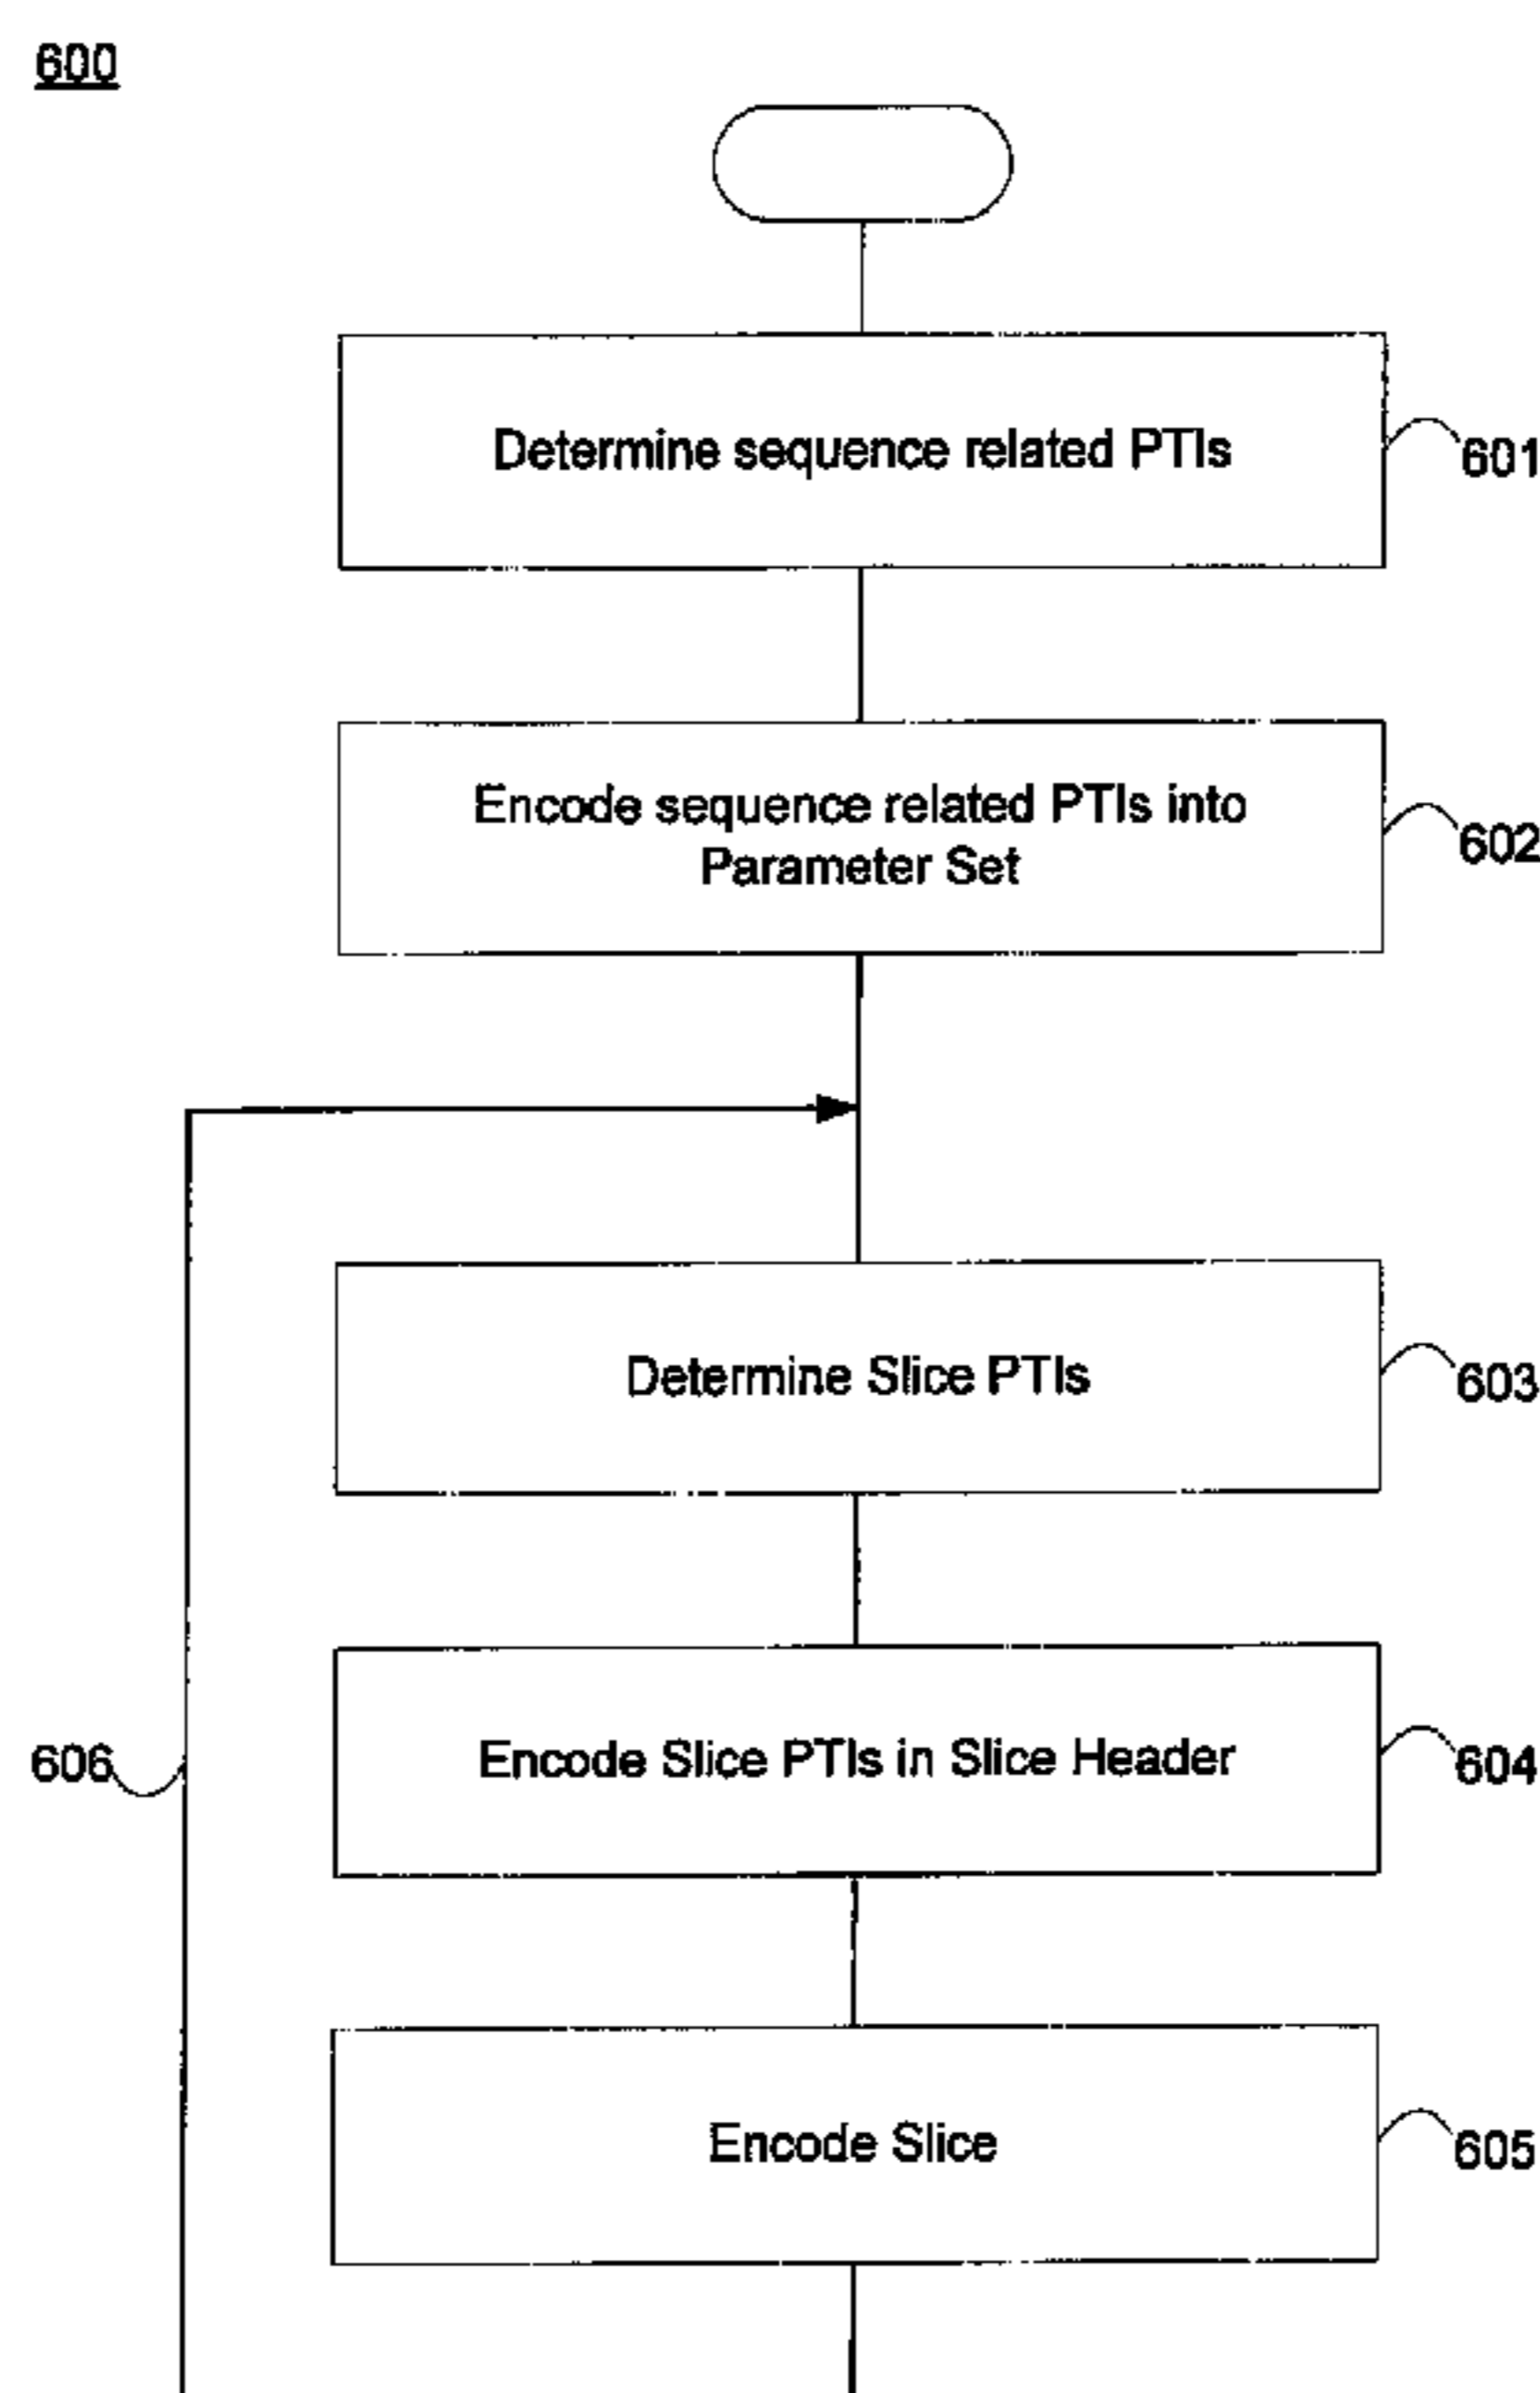 600
Determine sequence related PTIs
601
Encode sequence related PTIs into
Parameter Set
602
Determine Slice PTIs
603
Encode Slice PTIs in Slice Header
604
606
Encode Slice
605